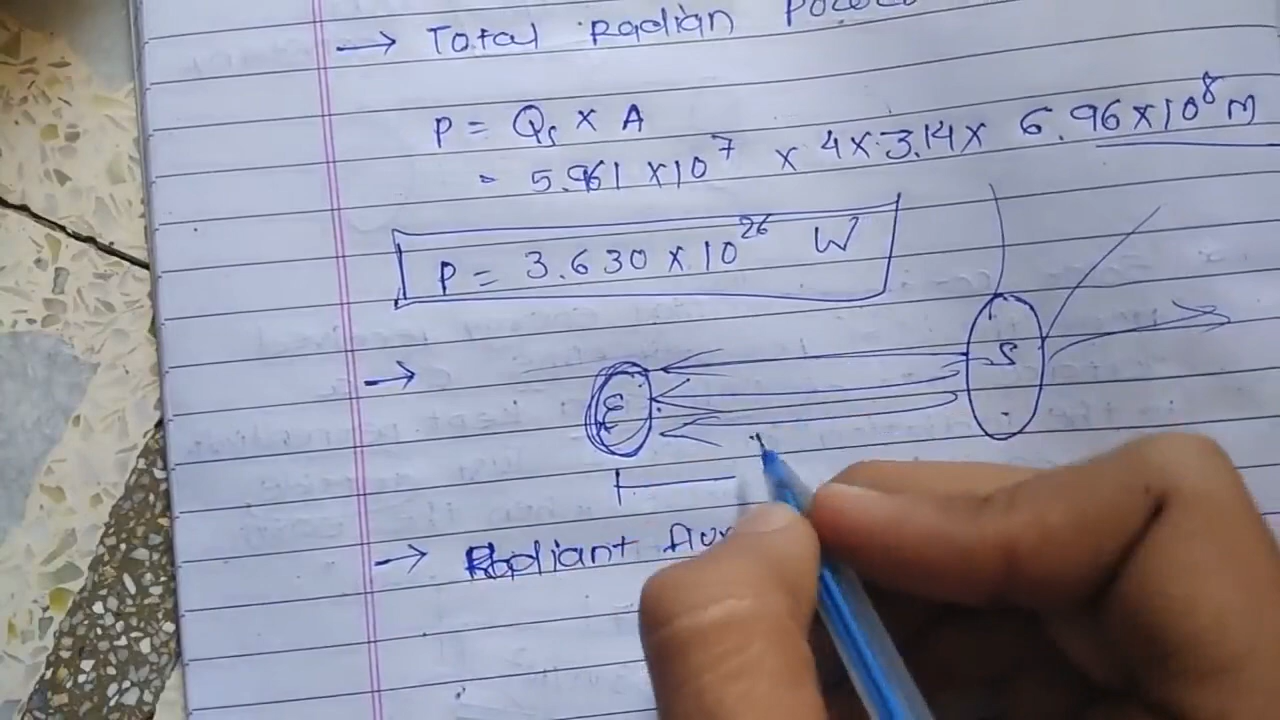 → Total Radian
P = Qs × A
= 5.961 × 10⁷ × 4 × 3.14 × 6.96 × 10⁸ m
P = 3.630 × 10²⁶ W
→
E S
→ Radiant